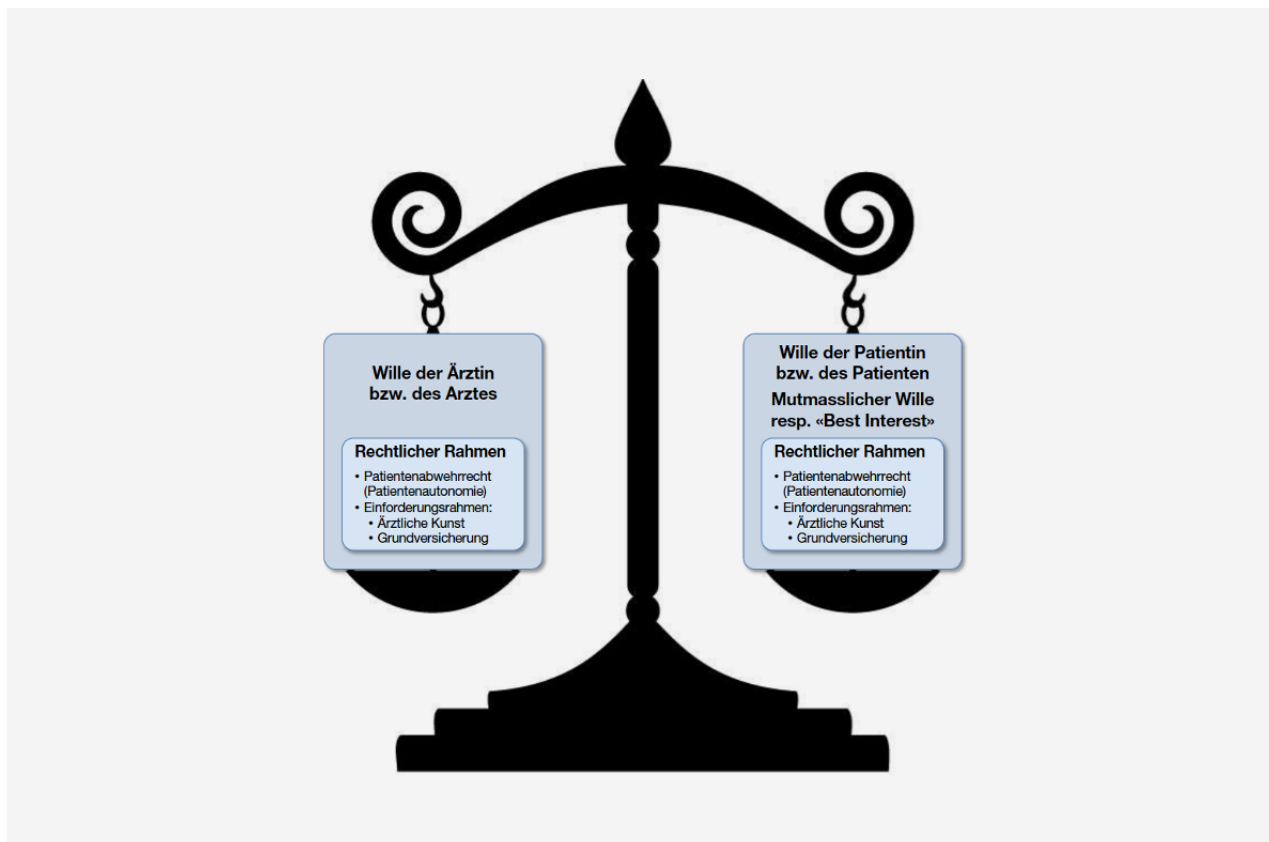 Wille der Ärztin
bzw. des Arztes
Rechtlicher Rahmen
• Patientenabwehrrecht
(Patientenautonomie)
• Einforderungsrahmen:
• Ärztliche Kunst
• Grundversicherung
Wille der Patientin
bzw. des Patienten
Mutmasslicher Wille
resp. «Best Interest»
Rechtlicher Rahmen
• Patientenabwehrrecht
(Patientenautonomie)
• Einforderungsrahmen:
• Ärztliche Kunst
• Grundversicherung